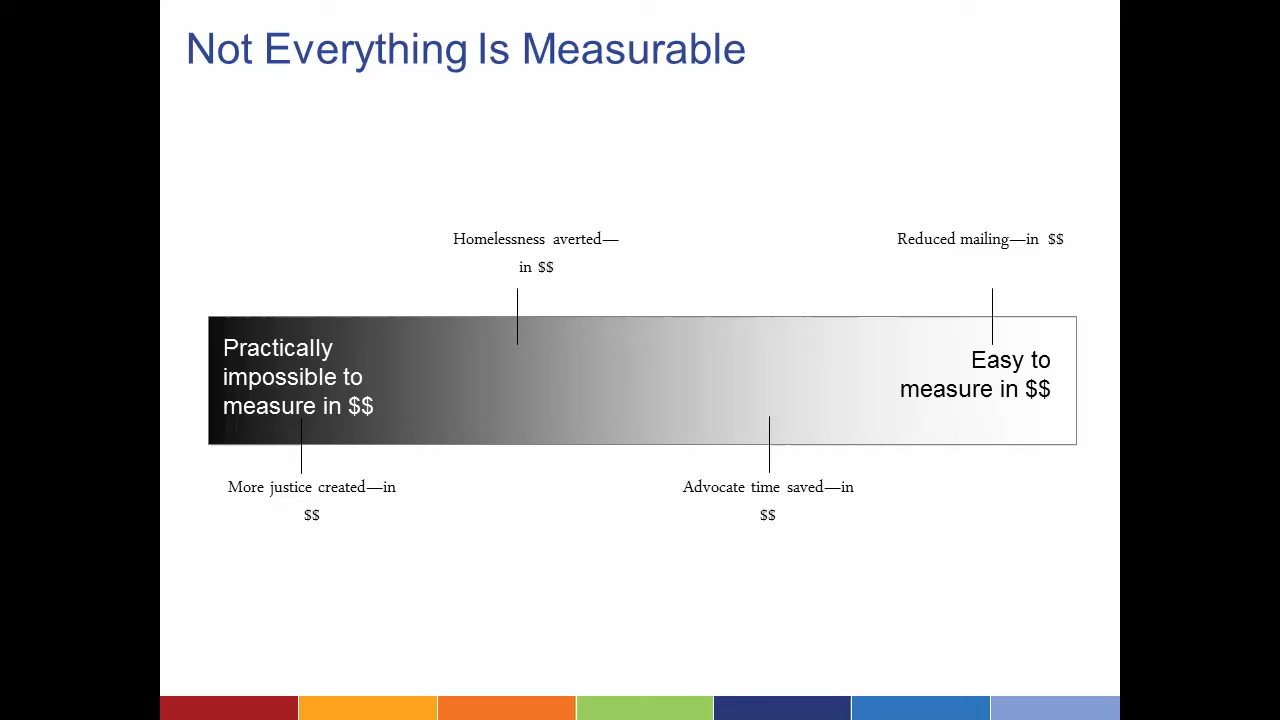 Not Everything Is Measurable
Homelessness averted—
in $$
Reduced mailing—in $$
Practically
impossible to
measure in $$
Easy to
measure in $$
More justice created—in
$$
Advocate time saved—in
$$